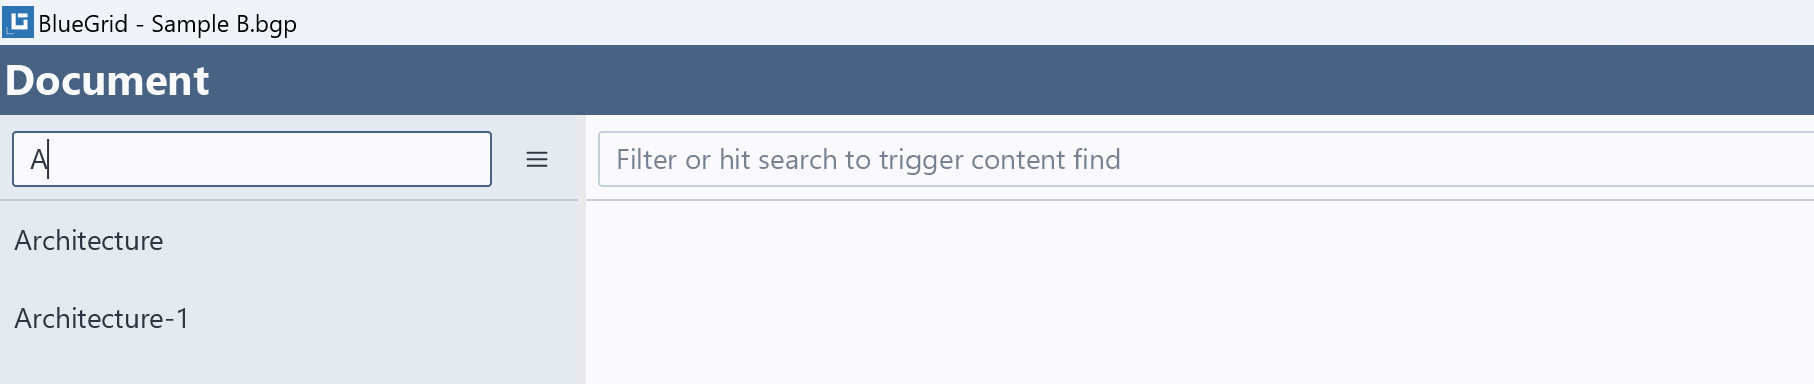 BlueGrid - Sample B.bgp
Document
A
Filter or hit search to trigger content find
Architecture
Architecture-1